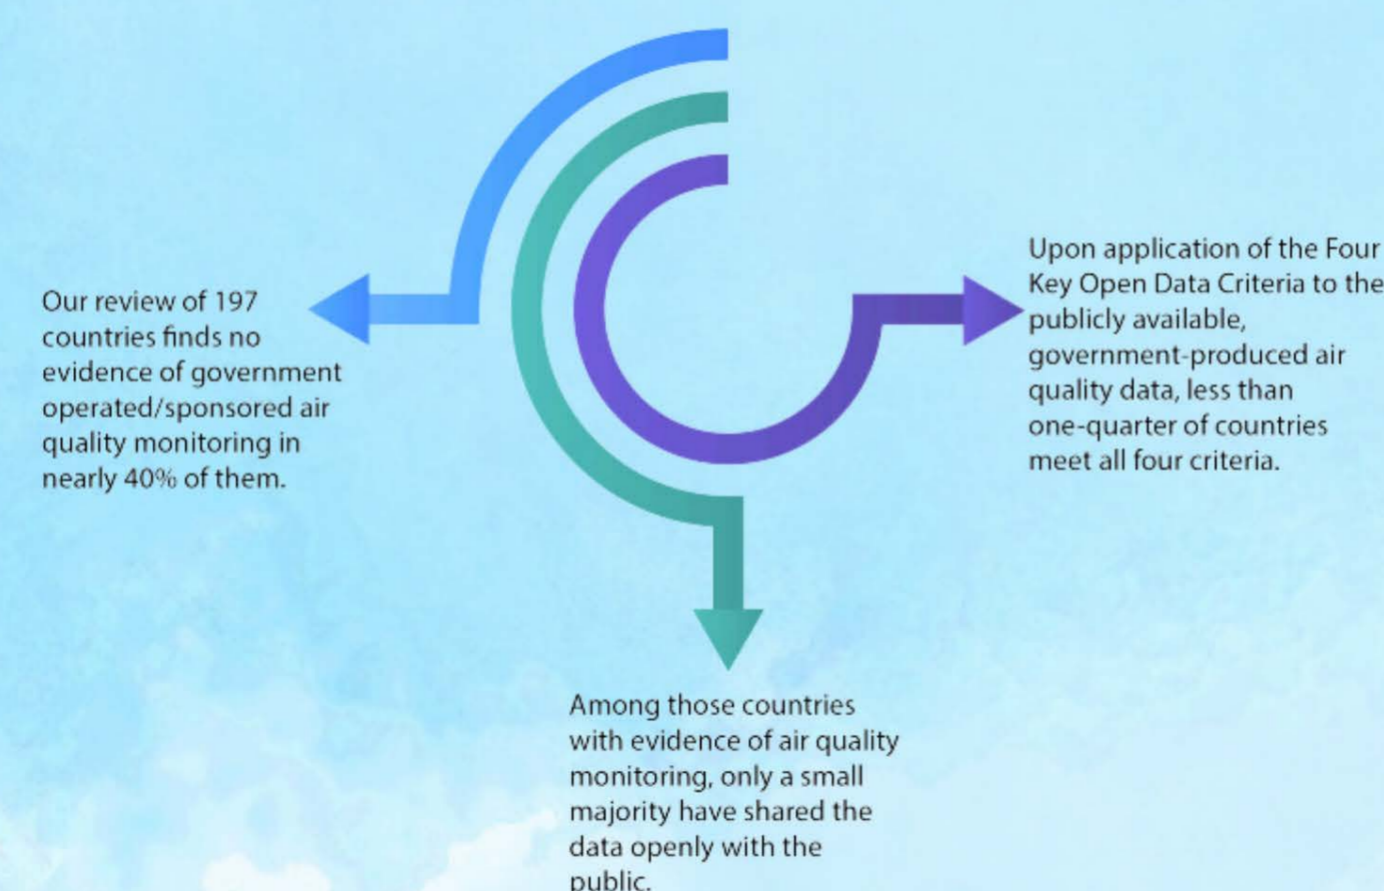 Our review of 197
countries finds no
evidence of government
operated/sponsored air
quality monitoring in
nearly 40% of them.
Among those countries
with evidence of air quality
monitoring, only a small
majority have shared the
data openly with the
public.
Upon application of the Four
Key Open Data Criteria to the
publicly available,
government-produced air
quality data, less than
one-quarter of countries
meet all four criteria.